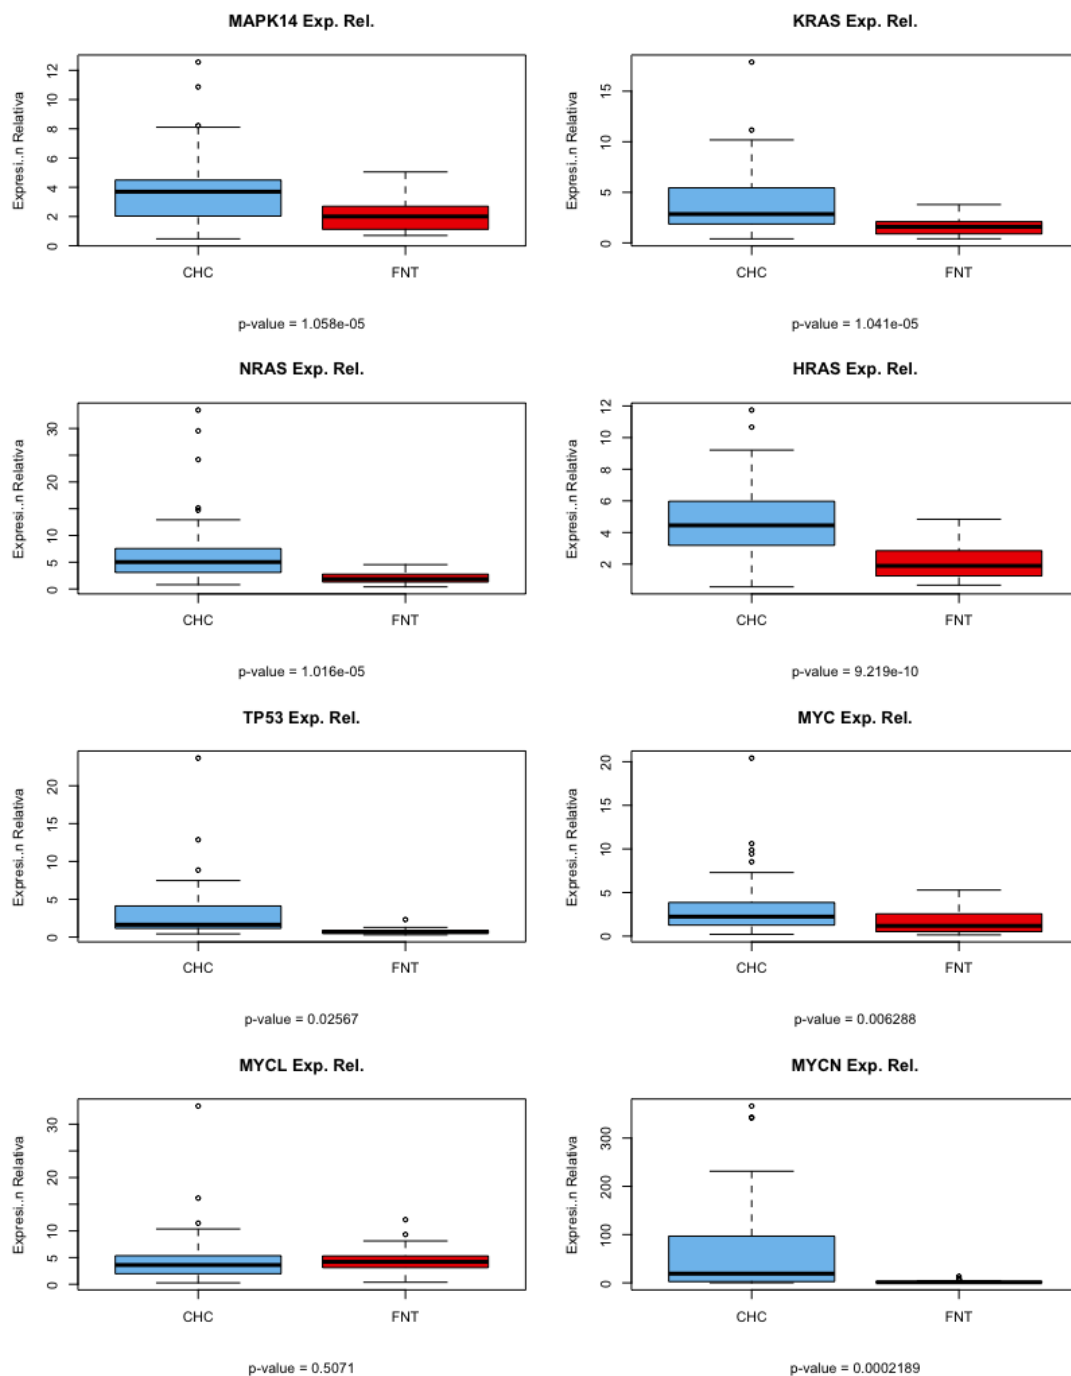 MAPK14 Exp. Rel.
Expresi..n Relativa
0 2 4 6 8 12
CHC FNT
p-value = 1.058e-05
KRAS Exp. Rel.
Expresi..n Relativa
0 5 10 15
CHC FNT
p-value = 1.041e-05
NRAS Exp. Rel.
Expresi..n Relativa
0 5 10 20 30
CHC FNT
p-value = 1.016e-05
HRAS Exp. Rel.
Expresi..n Relativa
2 4 6 8 10 12
CHC FNT
p-value = 9.219e-10
TP53 Exp. Rel.
Expresi..n Relativa
0 5 10 15 20
CHC FNT
p-value = 0.02567
MYC Exp. Rel.
Expresi..n Relativa
0 5 10 15 20
CHC FNT
p-value = 0.006288
MYCL Exp. Rel.
Expresi..n Relativa
0 5 10 20 30
CHC FNT
p-value = 0.5071
MYCN Exp. Rel.
Expresi..n Relativa
0 100 300
CHC FNT
p-value = 0.0002189